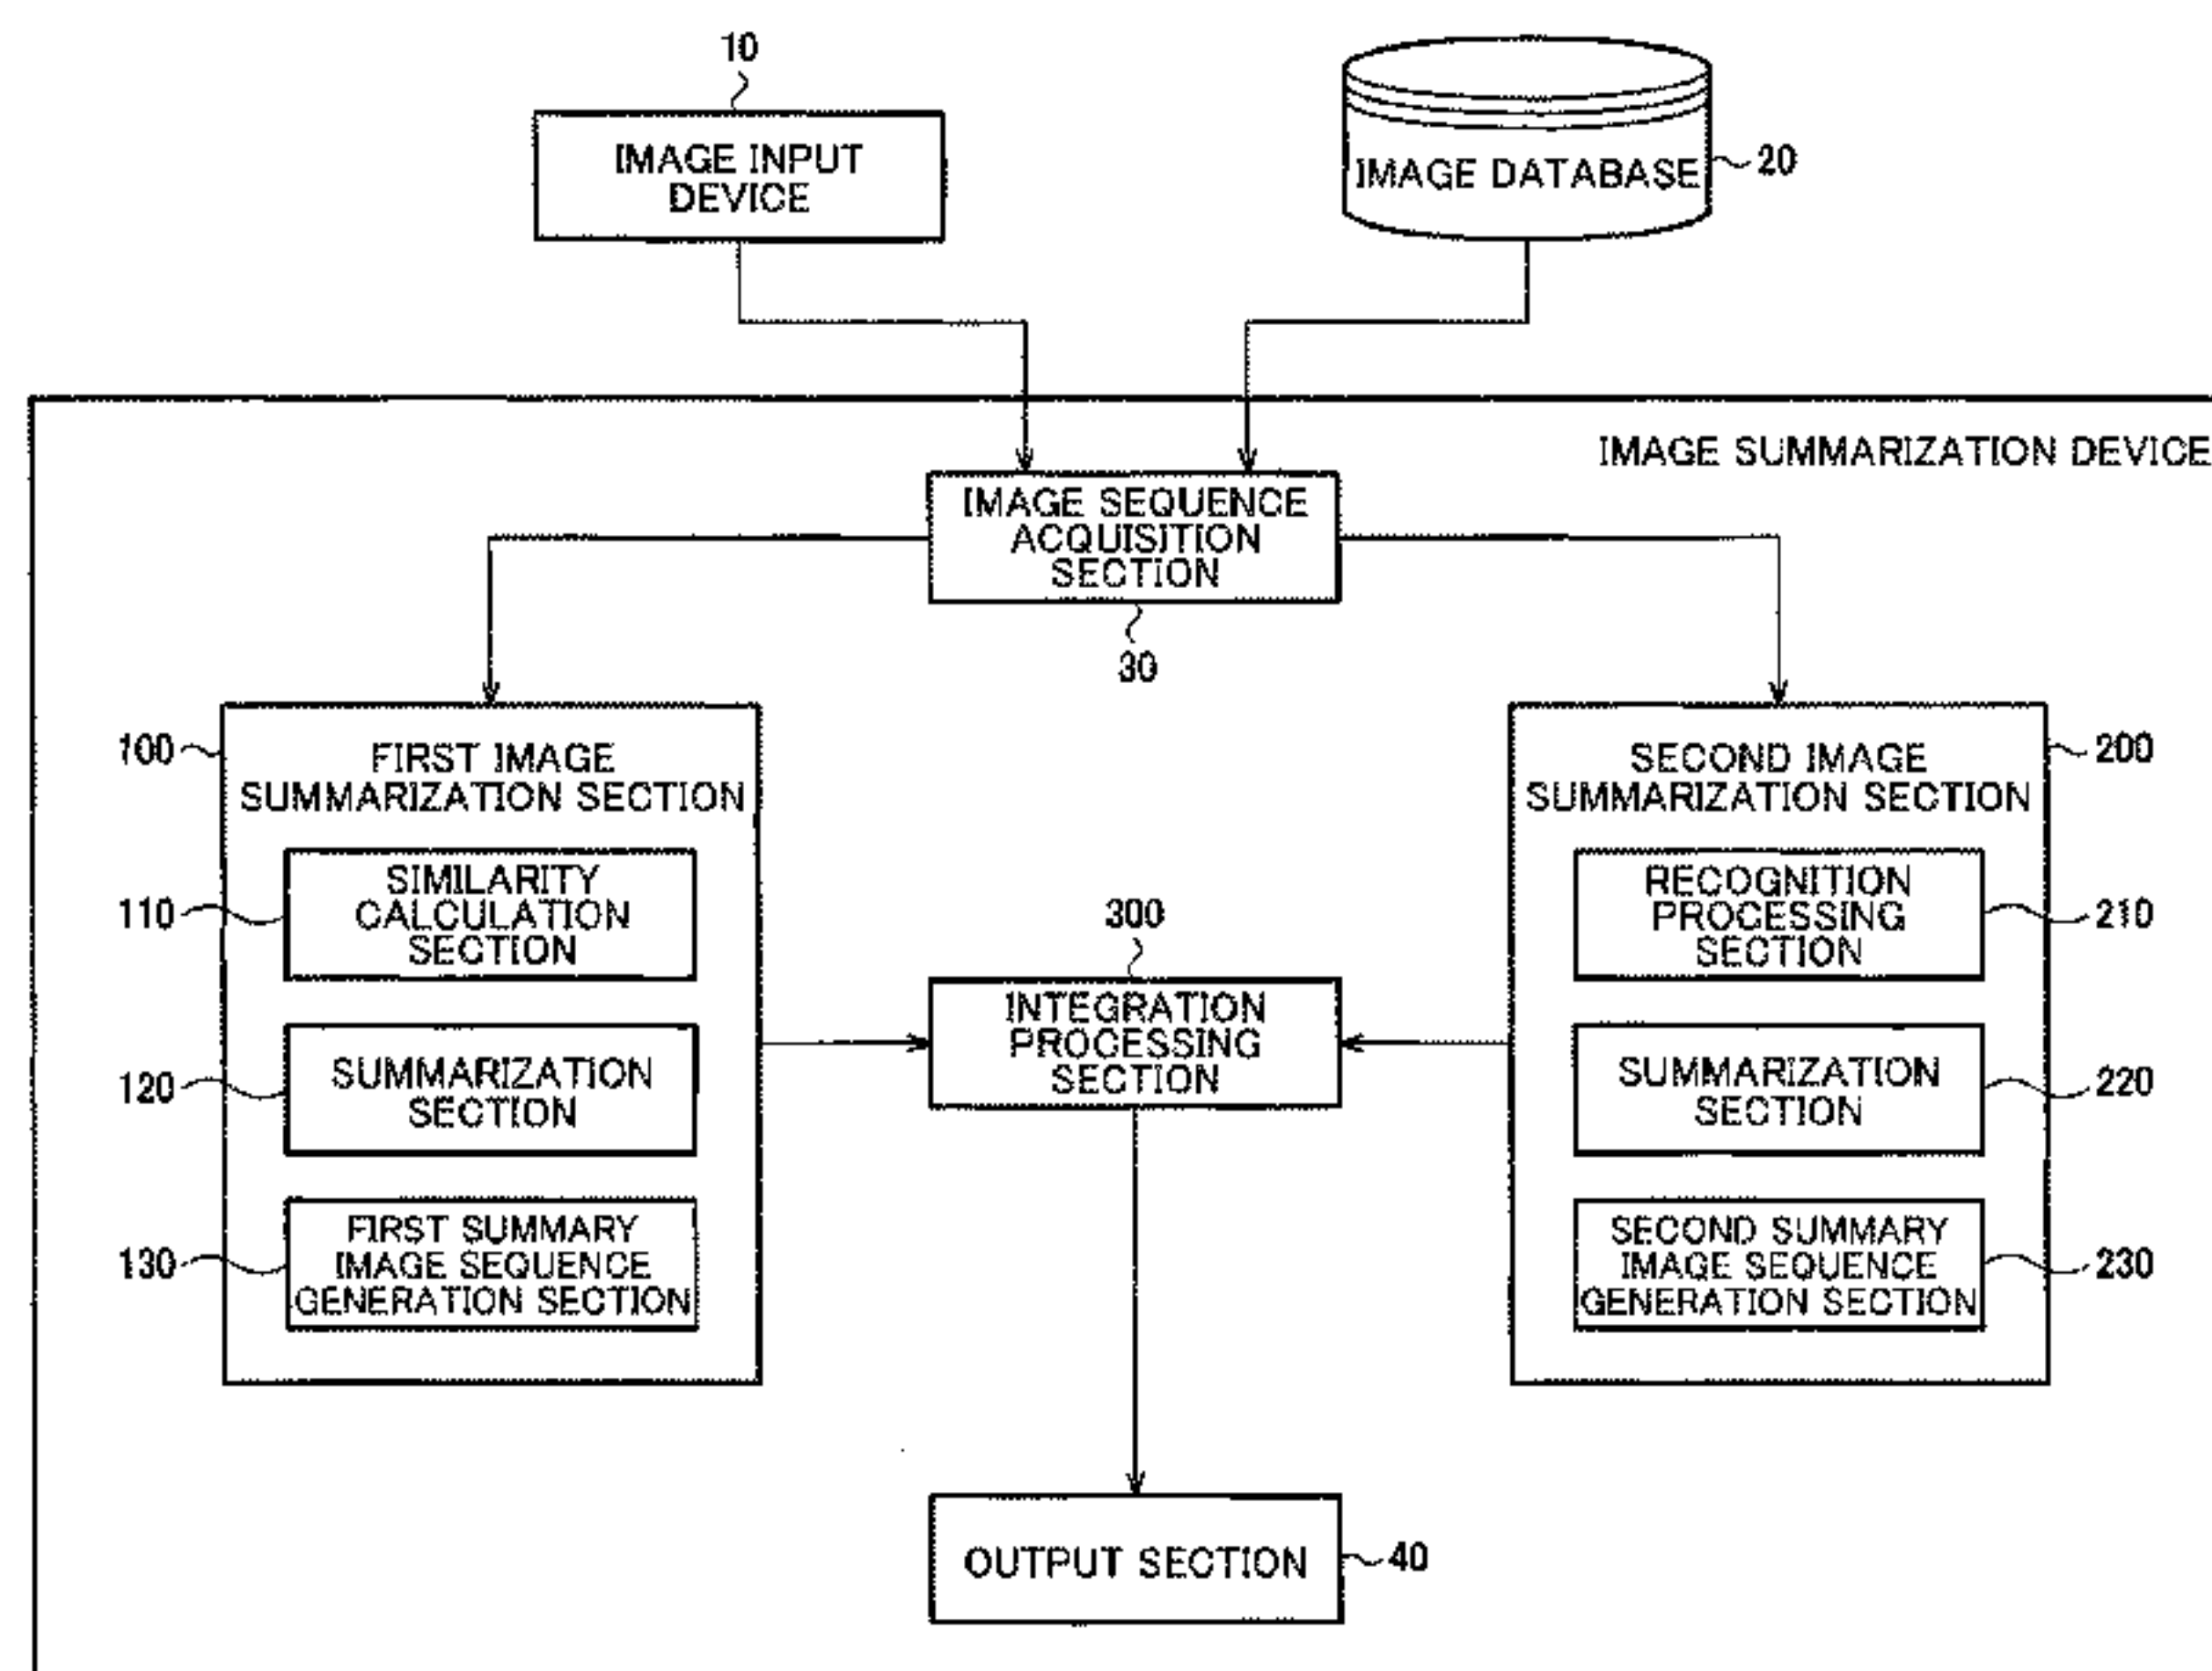 10
IMAGE INPUT
DEVICE
IMAGE DATABASE
20
IMAGE SUMMARIZATION DEVICE
IMAGE SEQUENCE
ACQUISITION
SECTION
30
100
FIRST IMAGE
SUMMARIZATION SECTION
110
SIMILARITY
CALCULATION
SECTION
120
SUMMARIZATION
SECTION
130
FIRST SUMMARY
IMAGE SEQUENCE
GENERATION SECTION
300
INTEGRATION
PROCESSING
SECTION
SECOND IMAGE
SUMMARIZATION SECTION
200
RECOGNITION
PROCESSING
SECTION
210
SUMMARIZATION
SECTION
220
SECOND SUMMARY
IMAGE SEQUENCE
GENERATION SECTION
230
OUTPUT SECTION
40